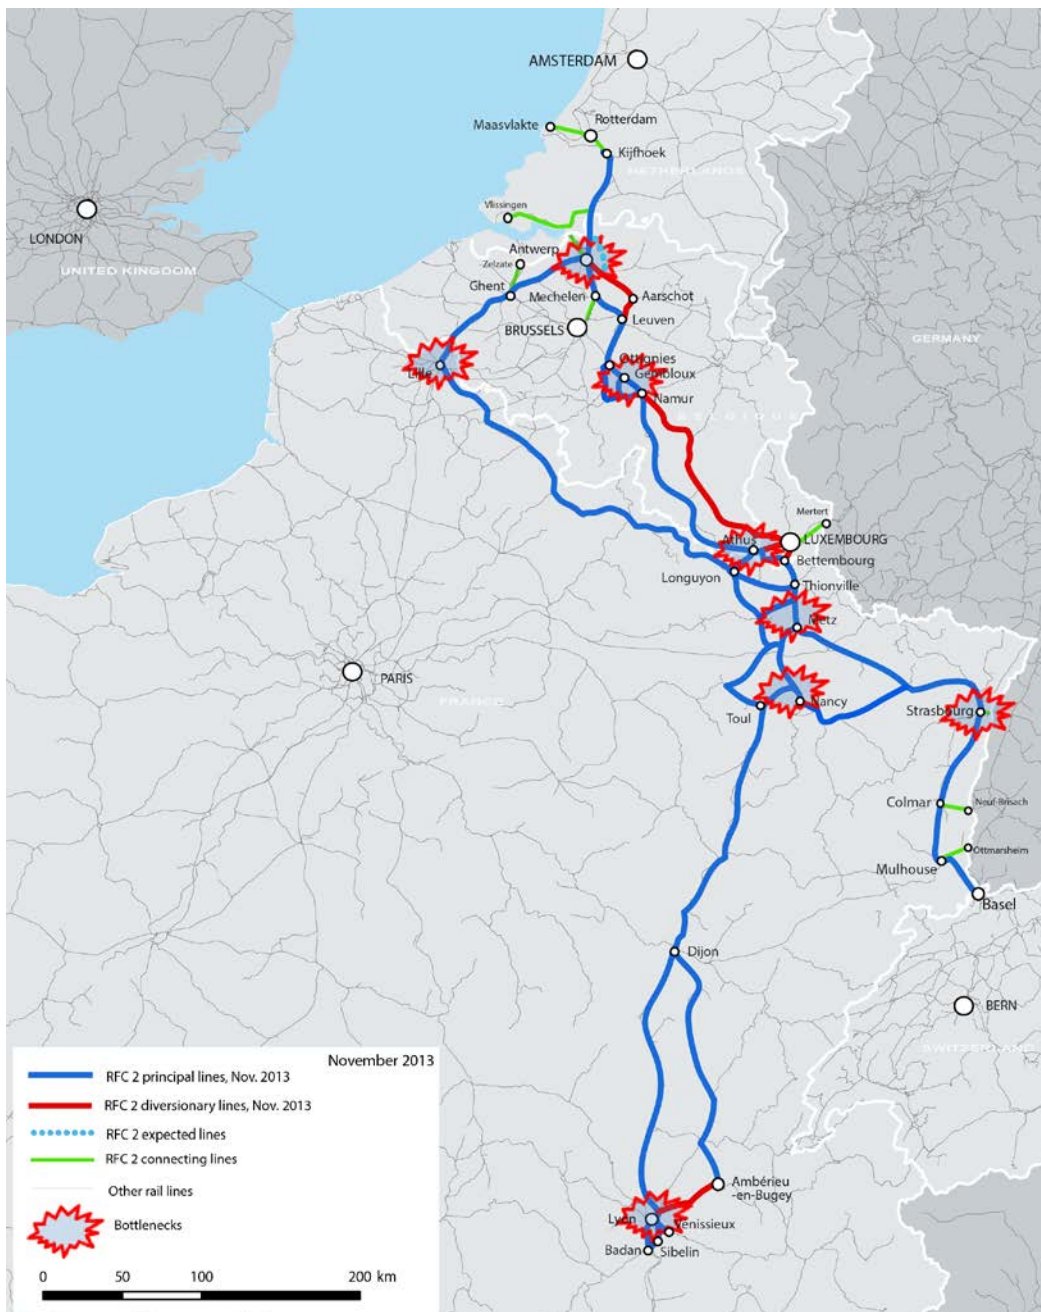 AMSTERDAM
Maasvlakte
Rotterdam
Kijfhoek
NETHERLANDS
LONDON
UNITED KINGDOM
Vlissingen
Antwerp
Zelzate
Ghent
Mechelen
Aarschot
BRUSSELS
Leuven
GERMANY
Lille
Ottignies
Gembloux
Namur
Mertert
Athus
LUXEMBOURG
Bettembourg
Longuyon
Thionville
Metz
PARIS
FRANCE
Toul
Nancy
Strasbourg
Colmar
Neuf-Brisach
Ottmarsheim
Mulhouse
Basel
Dijon
BERN
SWITZERLAND
Ambérieu
-en-Bugey
Lyon
Venissieux
Badan
Sibelin
November 2013
RFC 2 principal lines, Nov. 2013
RFC 2 diversionary lines, Nov. 2013
RFC 2 expected lines
RFC 2 connecting lines
Other rail lines
Bottlenecks
0 50 100 200 km